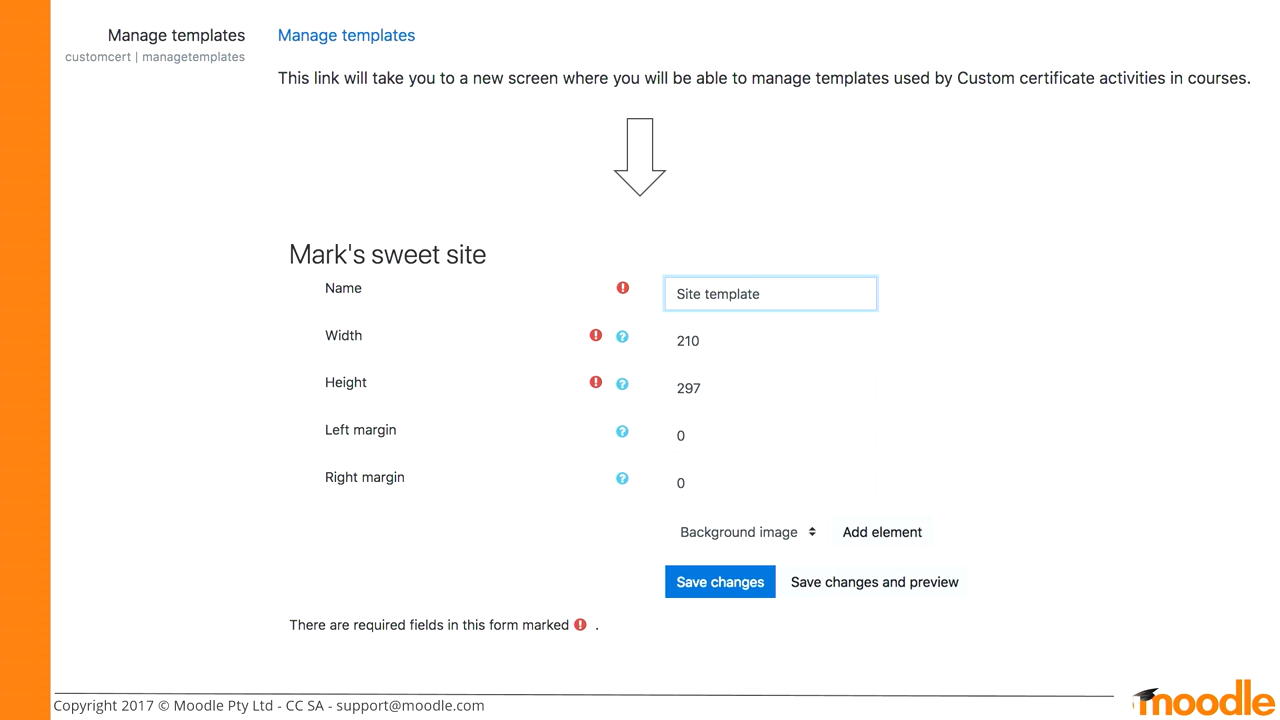 Manage templates
customcert | managetemplates
Manage templates
This link will take you to a new screen where you will be able to manage templates used by Custom certificate activities in courses.
Mark's sweet site
Name
Site template
Width
210
Height
297
Left margin
0
Right margin
0
Background image
Add element
Save changes
Save changes and preview
There are required fields in this form marked .
Copyright 2017 © Moodle Pty Ltd - CC SA - support@moodle.com
moodle